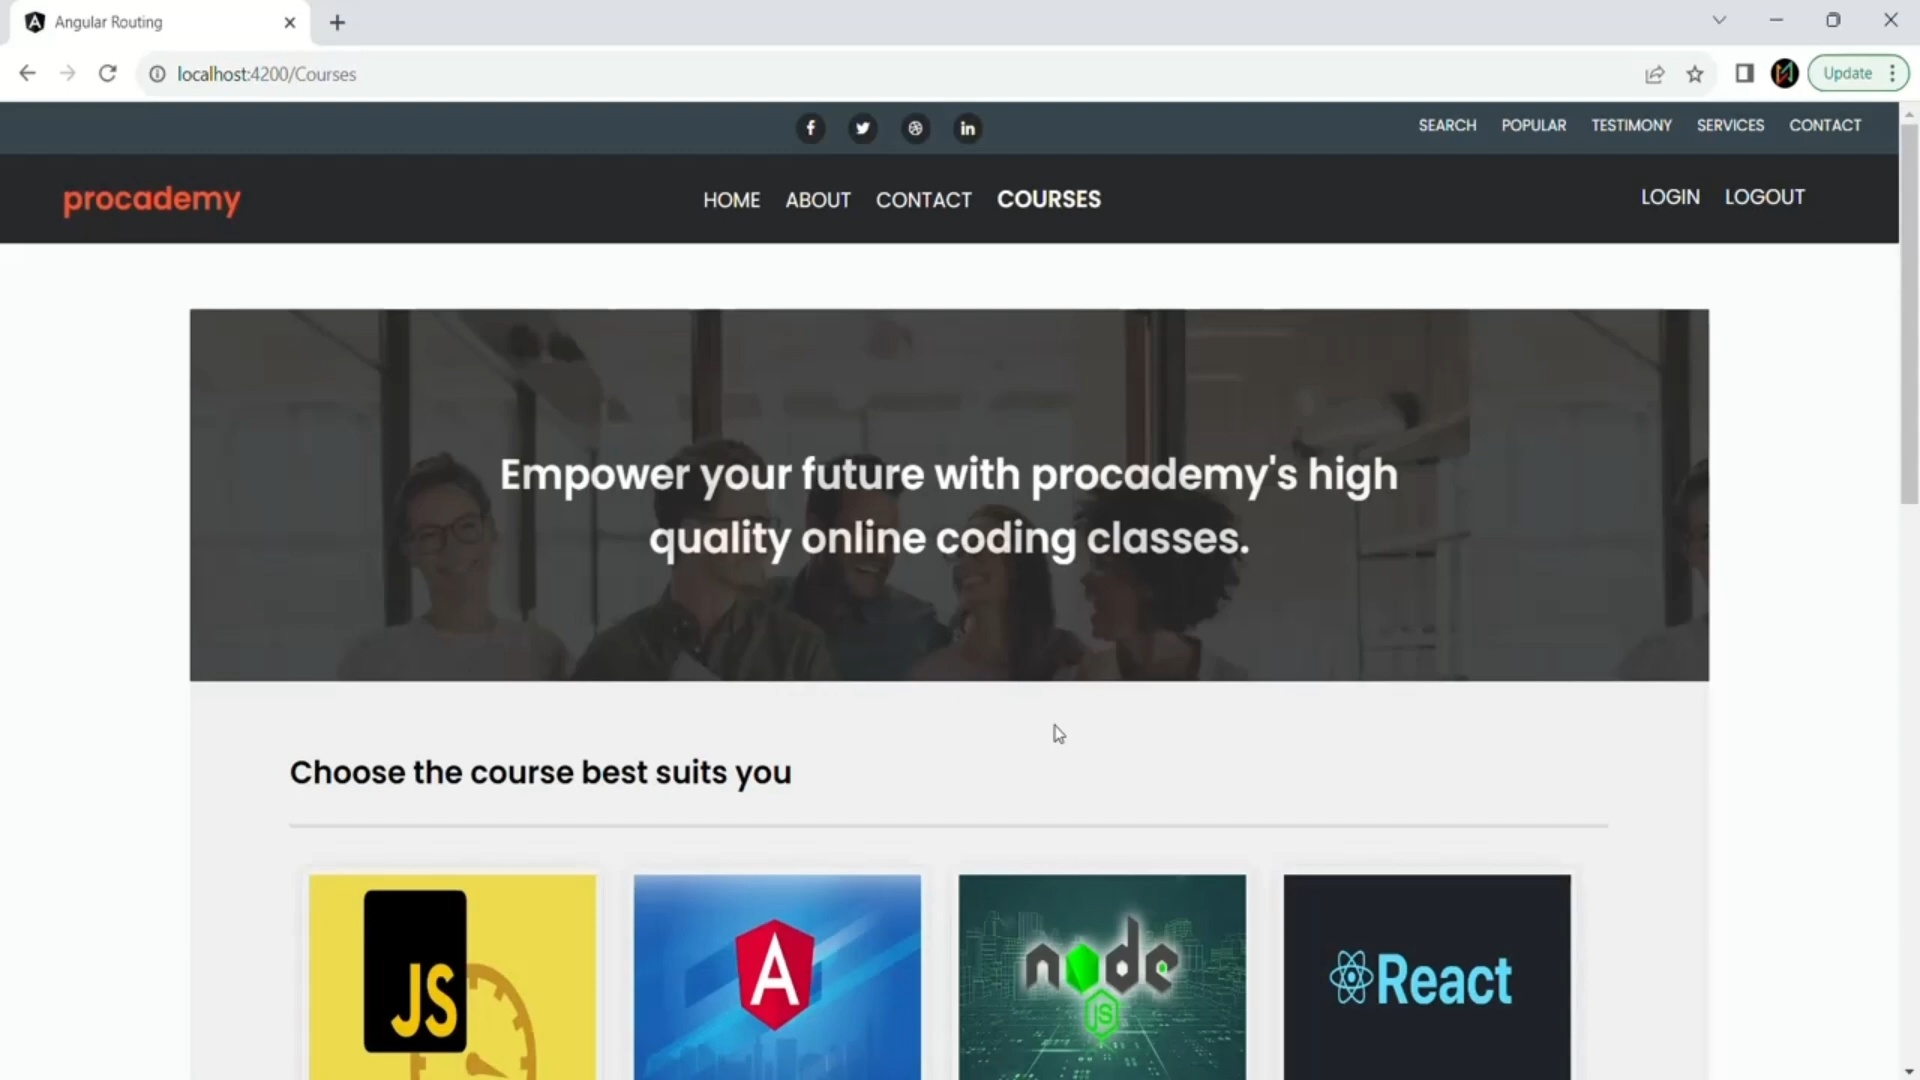 Angular Routing
localhost:4200/Courses
Update
SEARCH POPULAR TESTIMONY SERVICES CONTACT
procademy
HOME ABOUT CONTACT COURSES
LOGIN LOGOUT
Empower your future with procademy's high
quality online coding classes.
Choose the course best suits you
JS
A
node
JS
React